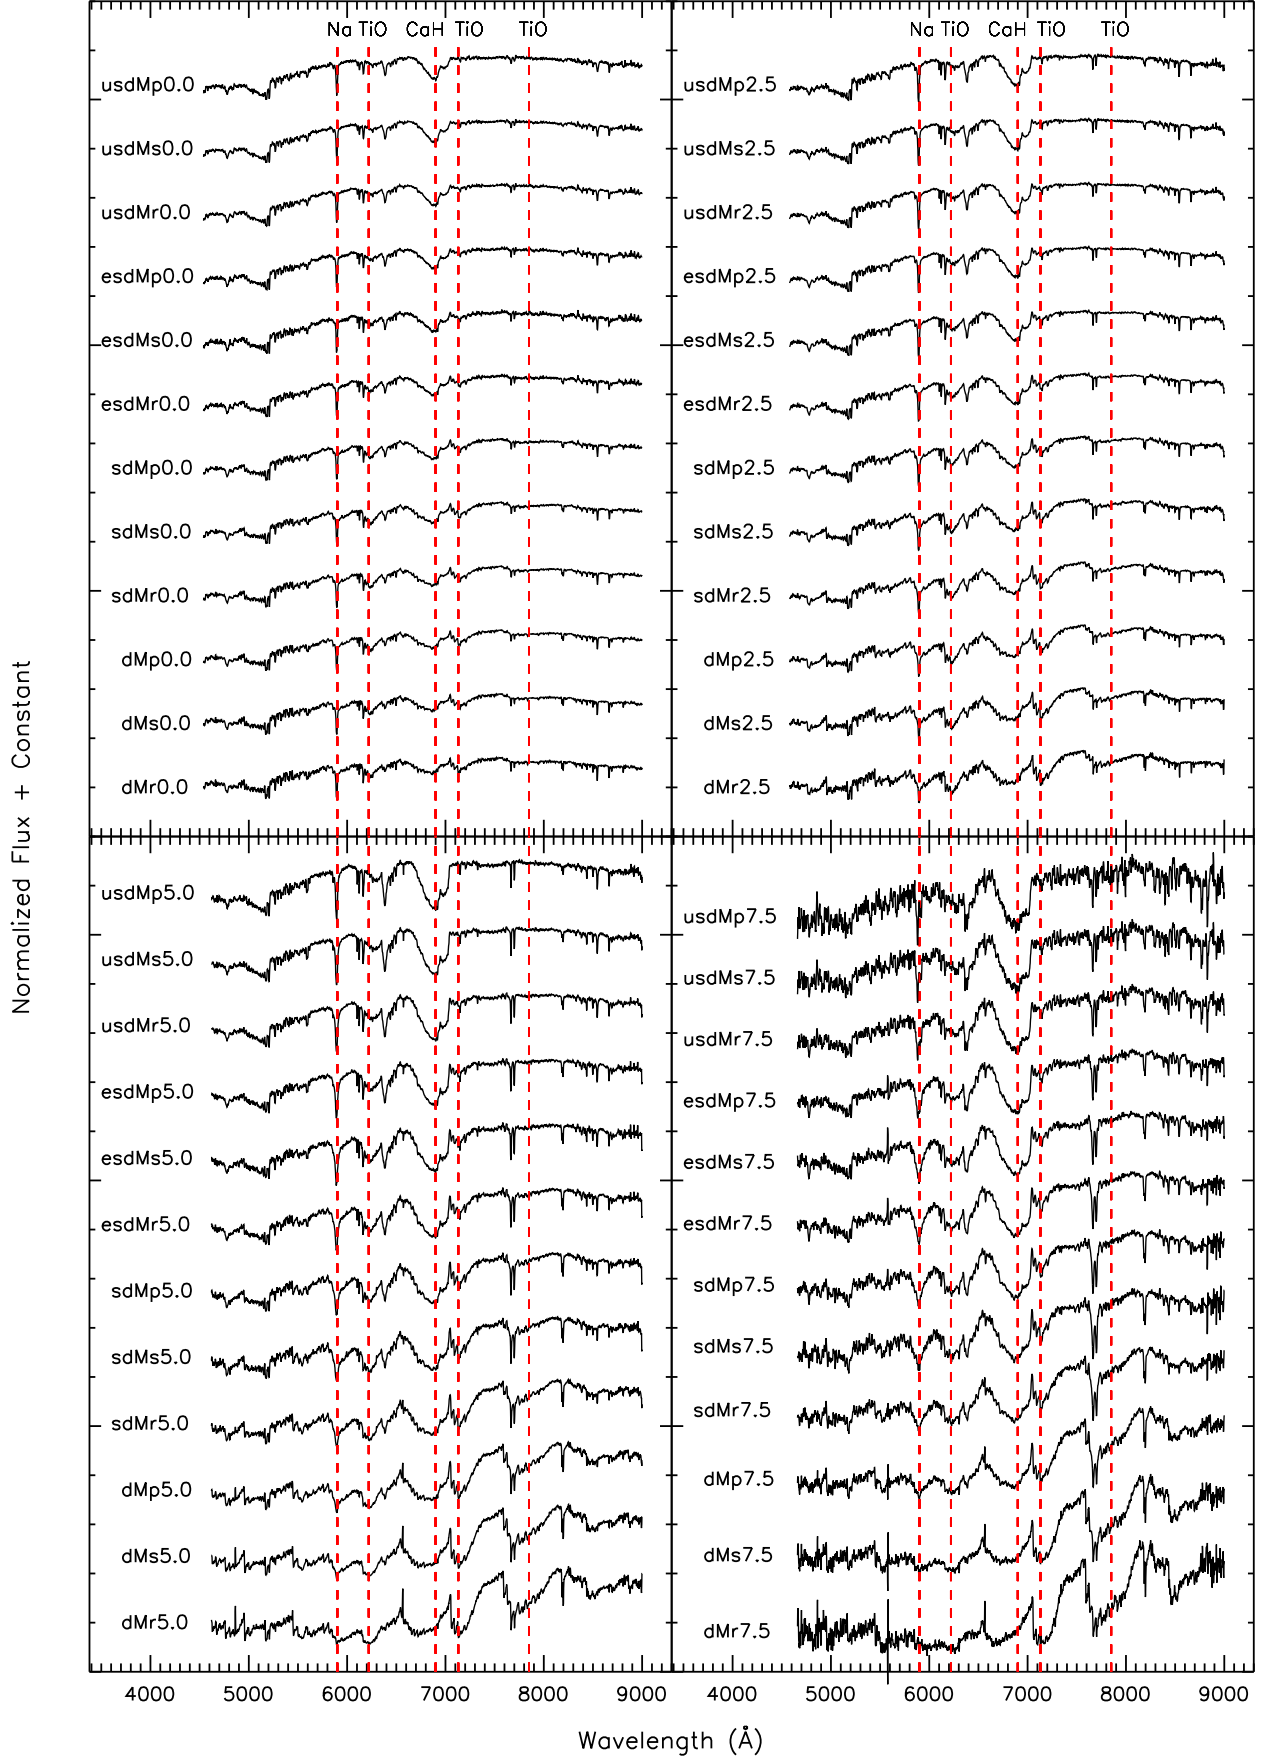 Na TiO CaH TiO TiO
usdMp0.0
usdMs0.0
usdMr0.0
esdMp0.0
esdMs0.0
esdMr0.0
sdMp0.0
sdMs0.0
sdMr0.0
dMp0.0
dMs0.0
dMr0.0
Na TiO CaH TiO TiO
usdMp2.5
usdMs2.5
usdMr2.5
esdMp2.5
esdMs2.5
esdMr2.5
sdMp2.5
sdMs2.5
sdMr2.5
dMp2.5
dMs2.5
dMr2.5
usdMp5.0
usdMs5.0
usdMr5.0
esdMp5.0
esdMs5.0
esdMr5.0
sdMp5.0
sdMs5.0
sdMr5.0
dMp5.0
dMs5.0
dMr5.0
usdMp7.5
usdMs7.5
usdMr7.5
esdMp7.5
esdMs7.5
esdMr7.5
sdMp7.5
sdMs7.5
sdMr7.5
dMp7.5
dMs7.5
dMr7.5
4000 5000 6000 7000 8000 9000
4000 5000 6000 7000 8000 9000
Wavelength (Å)
Normalized Flux + Constant